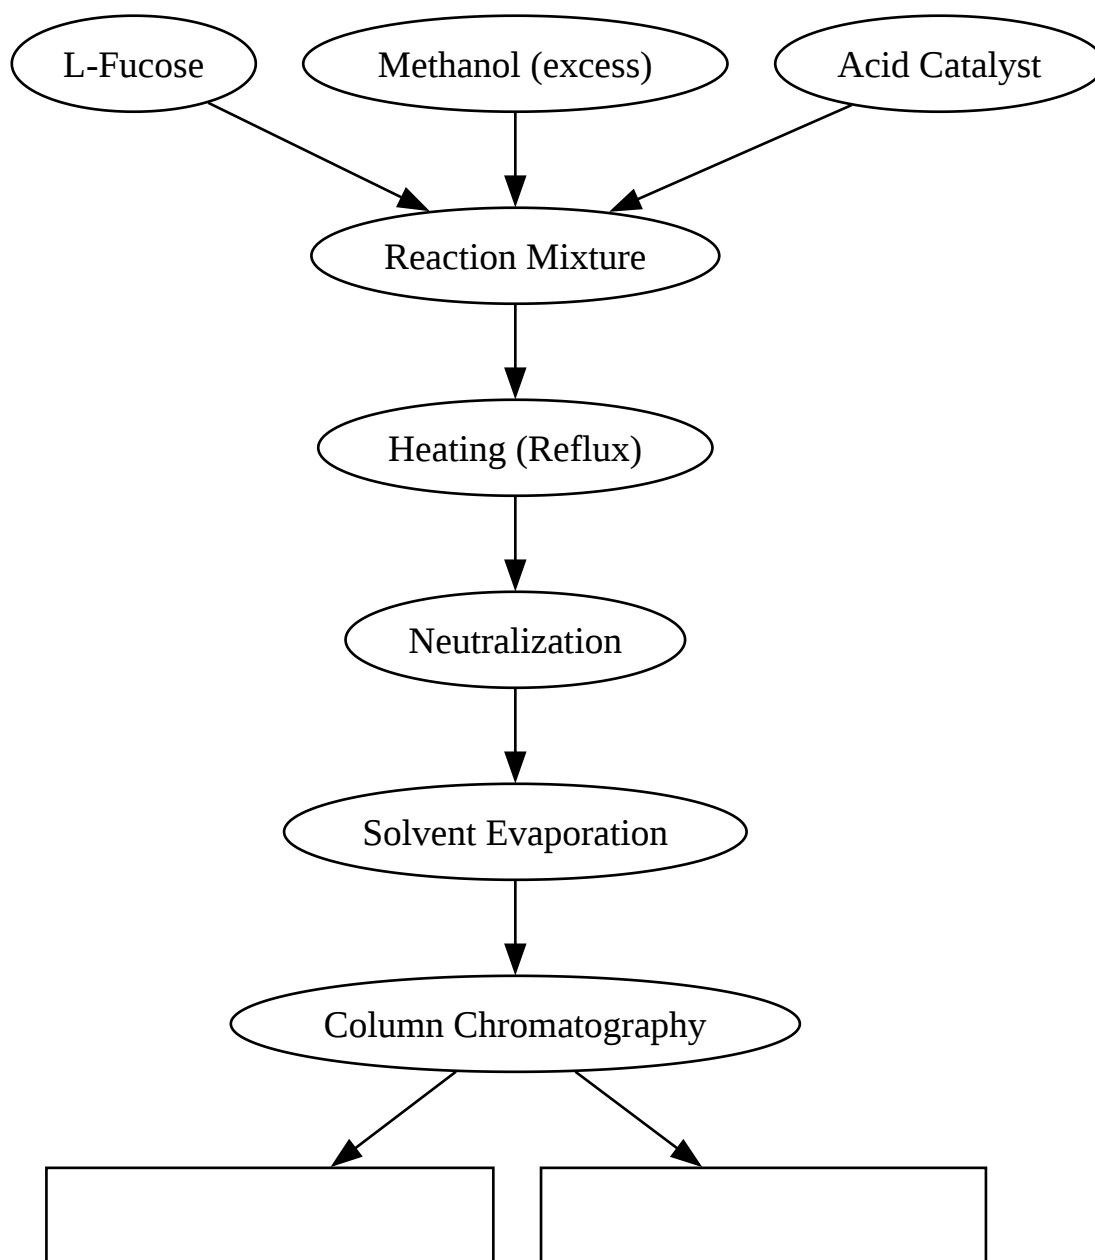 L-Fucose
Methanol (excess)
Acid Catalyst
Reaction Mixture
Heating (Reflux)
Neutralization
Solvent Evaporation
Column Chromatography